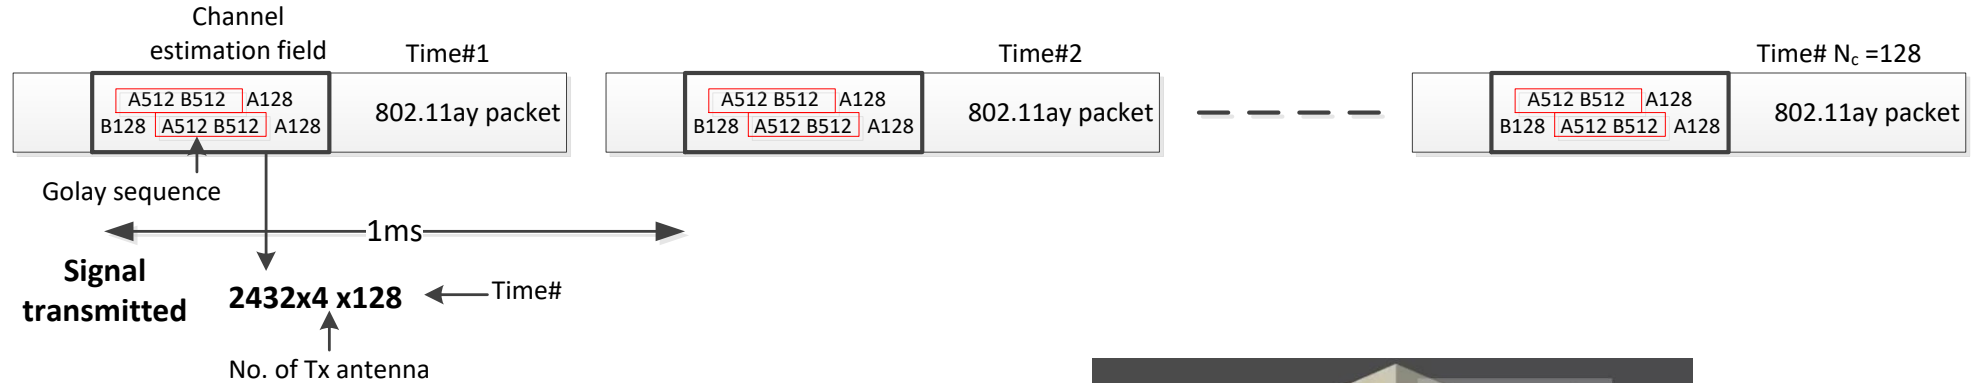 Channel
estimation field
Time#1
Time#2
Time# Nc =128
A512 B512 A128
B128 A512 B512 A128
802.11ay packet
A512 B512 A128
B128 A512 B512 A128
802.11ay packet
A512 B512 A128
B128 A512 B512 A128
802.11ay packet
Golay sequence
1ms
Signal
transmitted
2432x4 x128
Time#
No. of Tx antenna